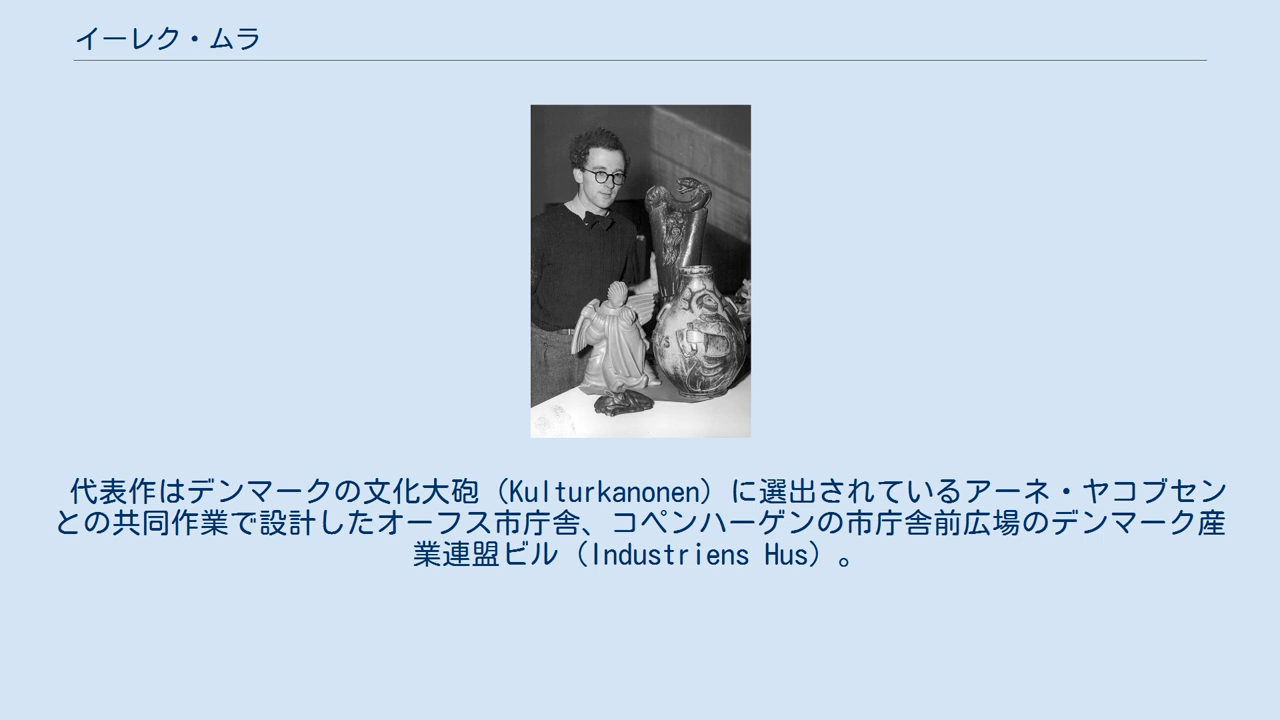 イーレク・ムラ
代表作はデンマークの文化大砲（Kulturkanonen）に選出されているアーネ・ヤコブセン
との共同作業で設計したオーフス市庁舎、コペンハーゲンの市庁舎前広場のデンマーク産
業連盟ビル（Industriens Hus）。